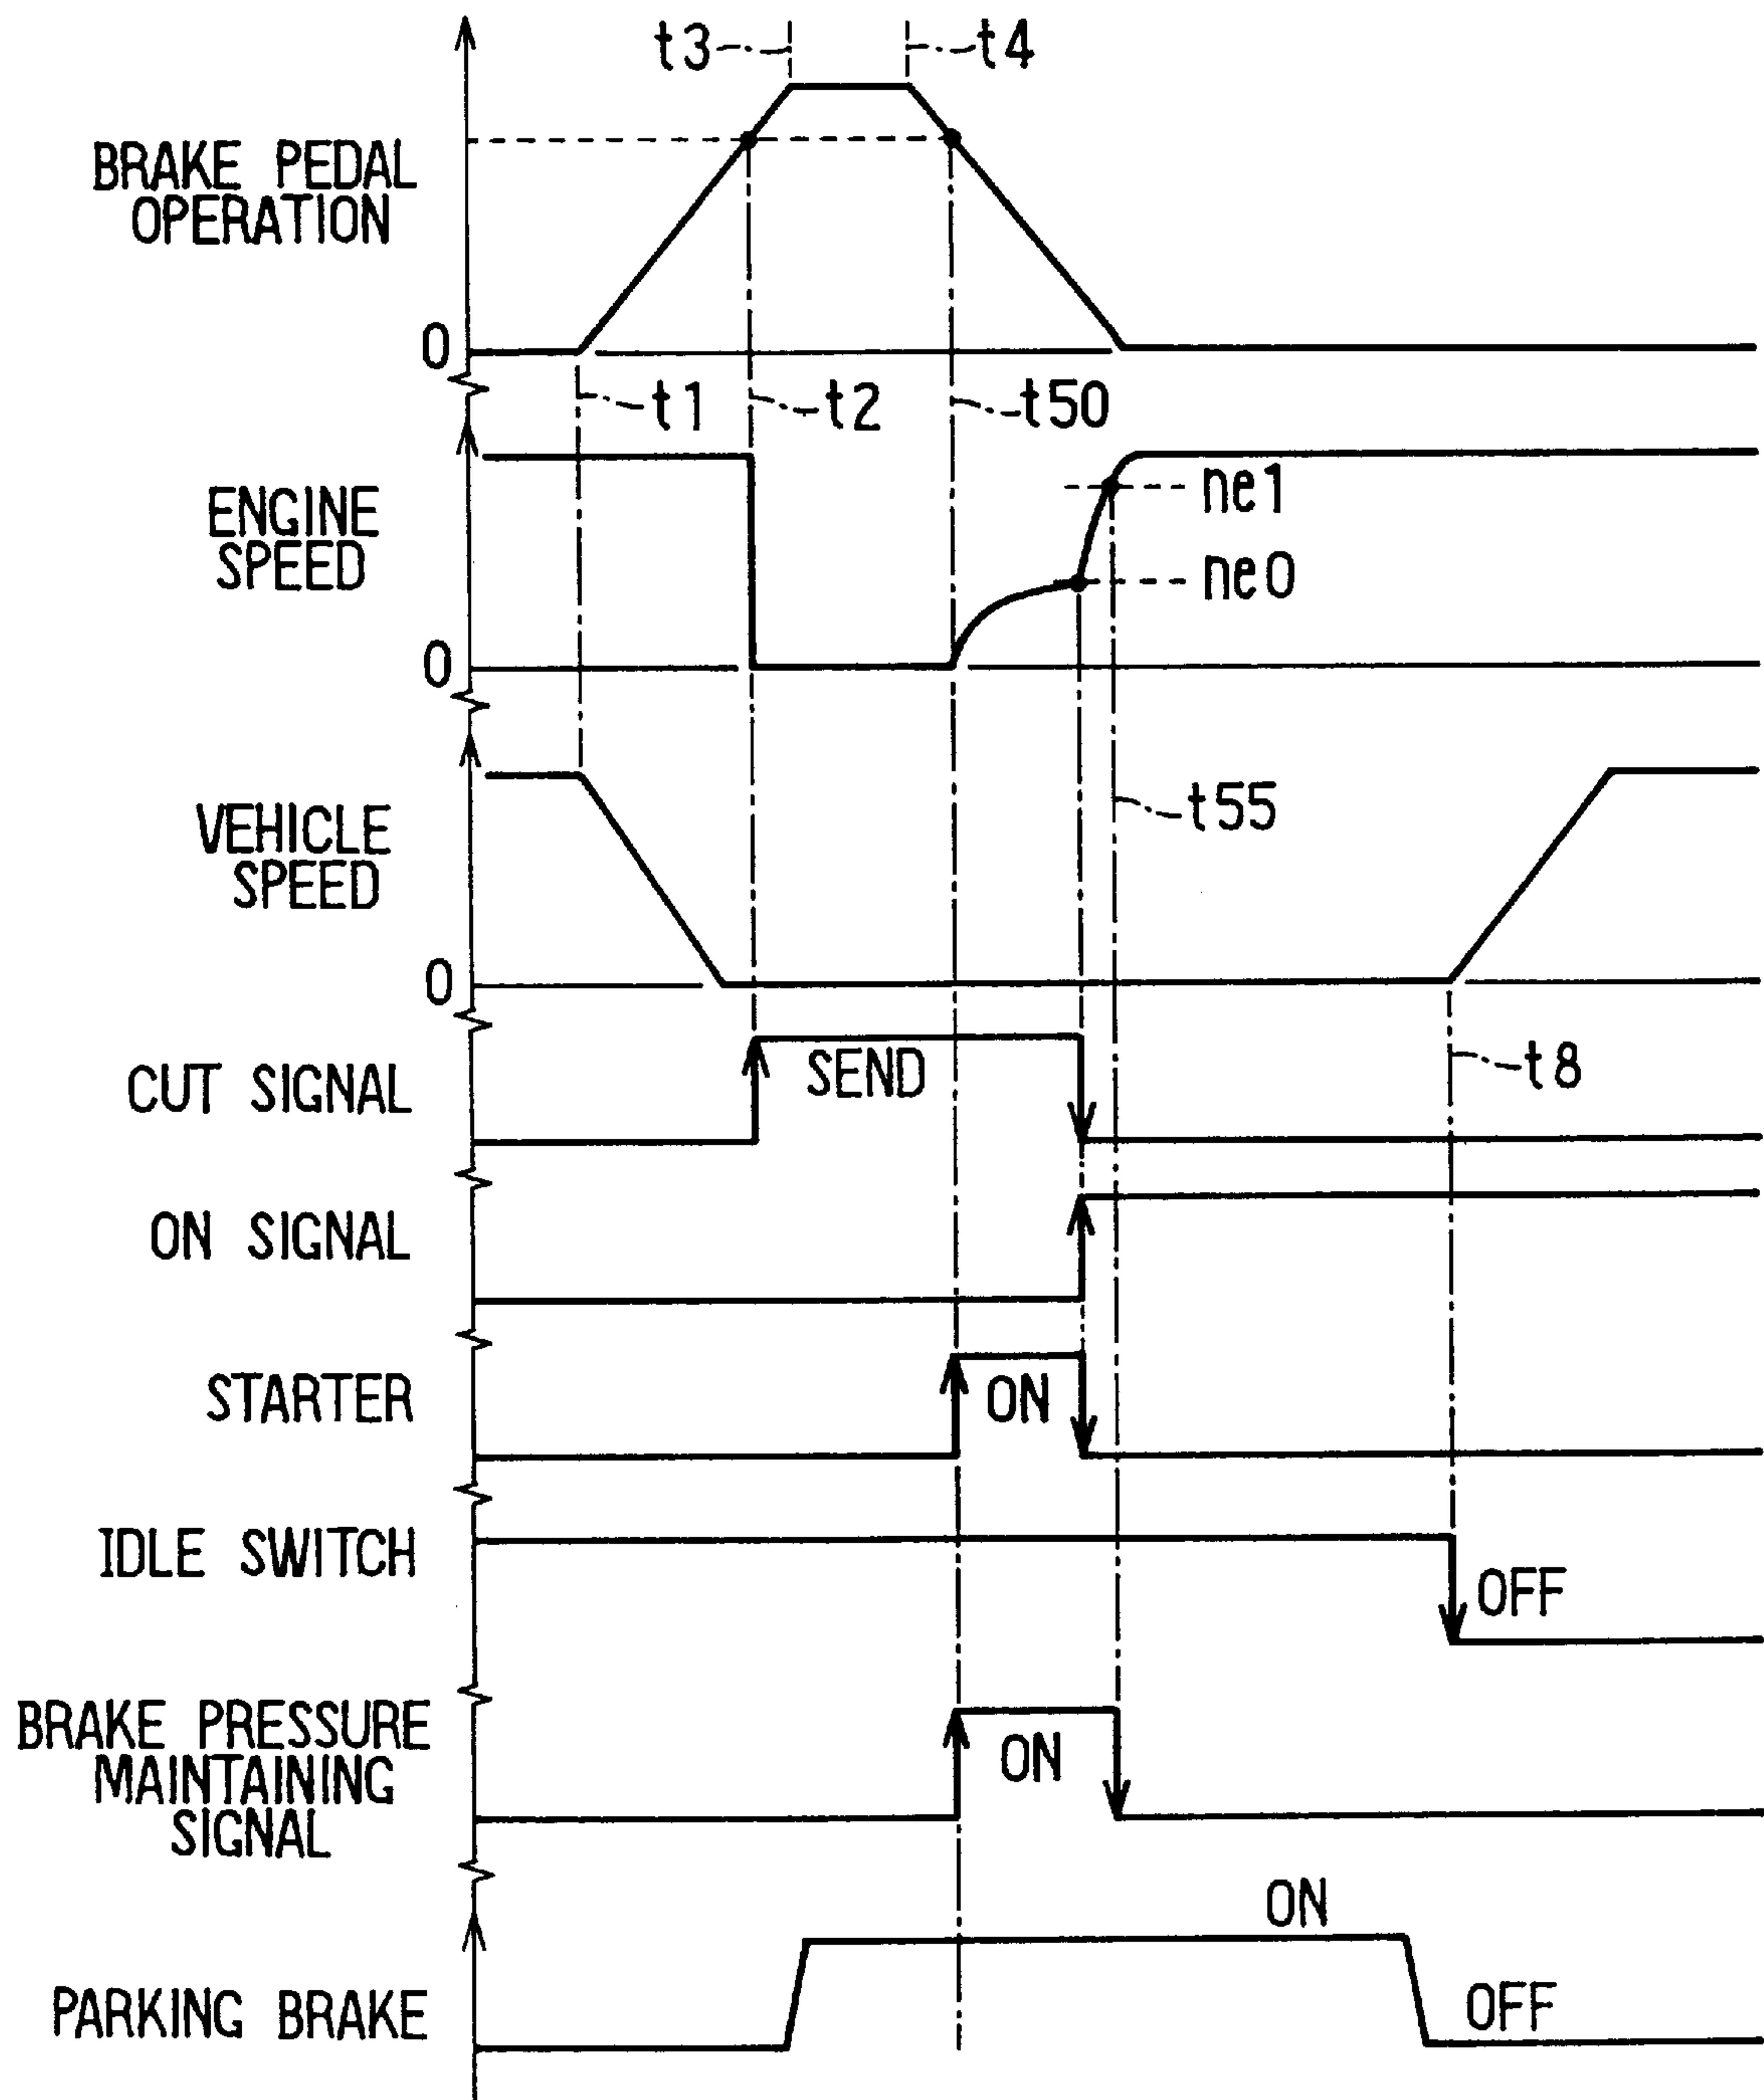 t3
t4
BRAKE PEDAL
OPERATION
0
t1
t2
t50
ENGINE
SPEED
ne1
ne0
0
VEHICLE
SPEED
t55
0
CUT SIGNAL
SEND
t8
ON SIGNAL
STARTER
ON
IDLE SWITCH
OFF
BRAKE PRESSURE
MAINTAINING
SIGNAL
ON
ON
PARKING BRAKE
OFF